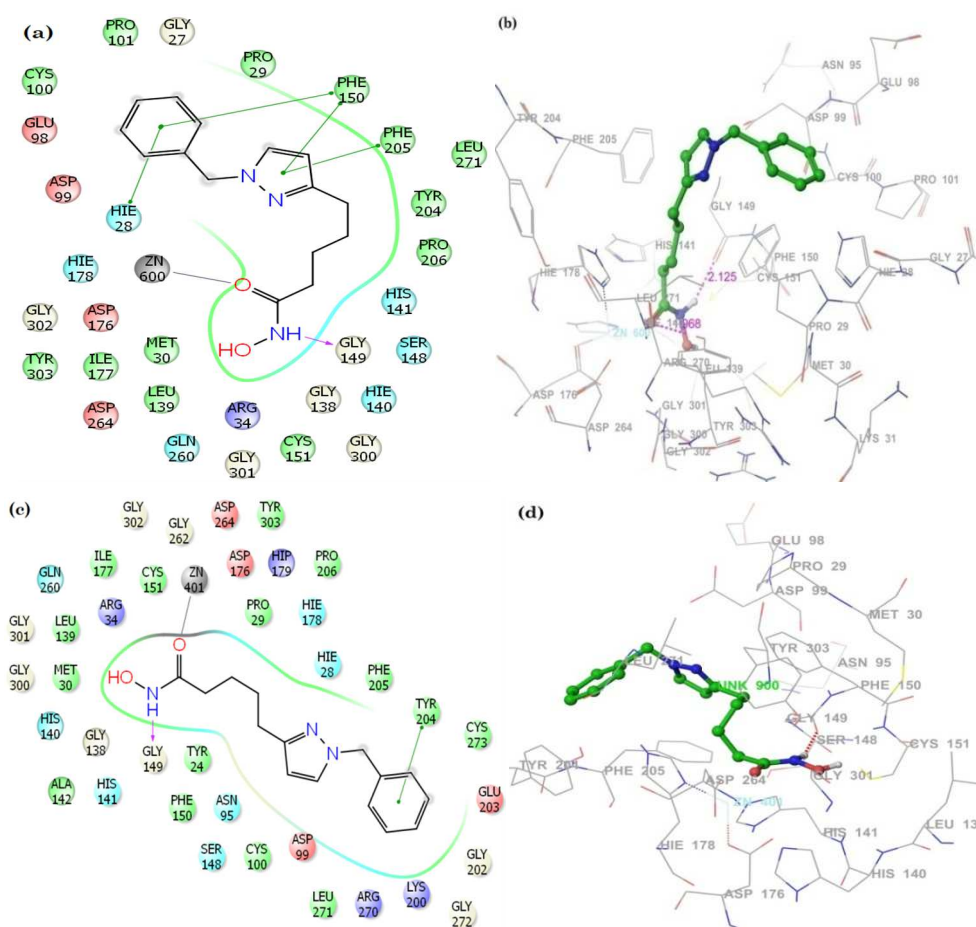 (a)
PRO 101
GLY 27
PRO 29
PHE 150
CYS 100
GLU 98
PHE 205
LEU 271
ASP 99
N
N
TYR 204
HIE 28
PRO 206
HIE 178
ZN 600
O
HIS 141
GLY 302
ASP 176
HO
NH
GLY 149
SER 148
TYR 303
ILE 177
MET 30
LEU 139
GLY 138
HIE 140
ASP 264
ARG 34
GLN 260
GLY 301
CYS 151
GLY 300
(b)
ASN 95
GLU 98
TYR 204
PHE 205
ASP 99
CYS 100
PRO 101
GLY 149
HIS 141
HIE 178
2.125
PHE 150
CYS 151
GLY 27
PRO 29
ARG 270
LEU 139
MET 30
ASP 176
GLY 301
ASP 264
GLY 300
TYR 303
GLY 302
LYS 31
(c)
GLY 302
GLY 262
ASP 264
TYR 303
GLN 260
ILE 177
CYS 151
ZN 401
ASP 176
HIP 179
PRO 206
GLY 301
LEU 139
ARG 34
PRO 29
HIE 178
O
HIE 28
GLY 300
MET 30
HO
N
H
PHE 205
TYR 204
HIS 140
GLY 138
GLY 149
TYR 24
N
N
CYS 273
ALA 142
HIS 141
PHE 150
ASN 95
GLU 203
SER 148
CYS 100
ASP 99
GLY 202
LEU 271
ARG 270
LYS 200
GLY 272
(d)
GLU 98
PRO 29
ASP 99
MET 30
TYR 303
ASN 95
PHE 150
GLY 149
SER 148
CYS 151
PHE 205
ASP 264
GLY 301
ZN 401
HIE 178
HIS 141
HIS 140
ASP 176